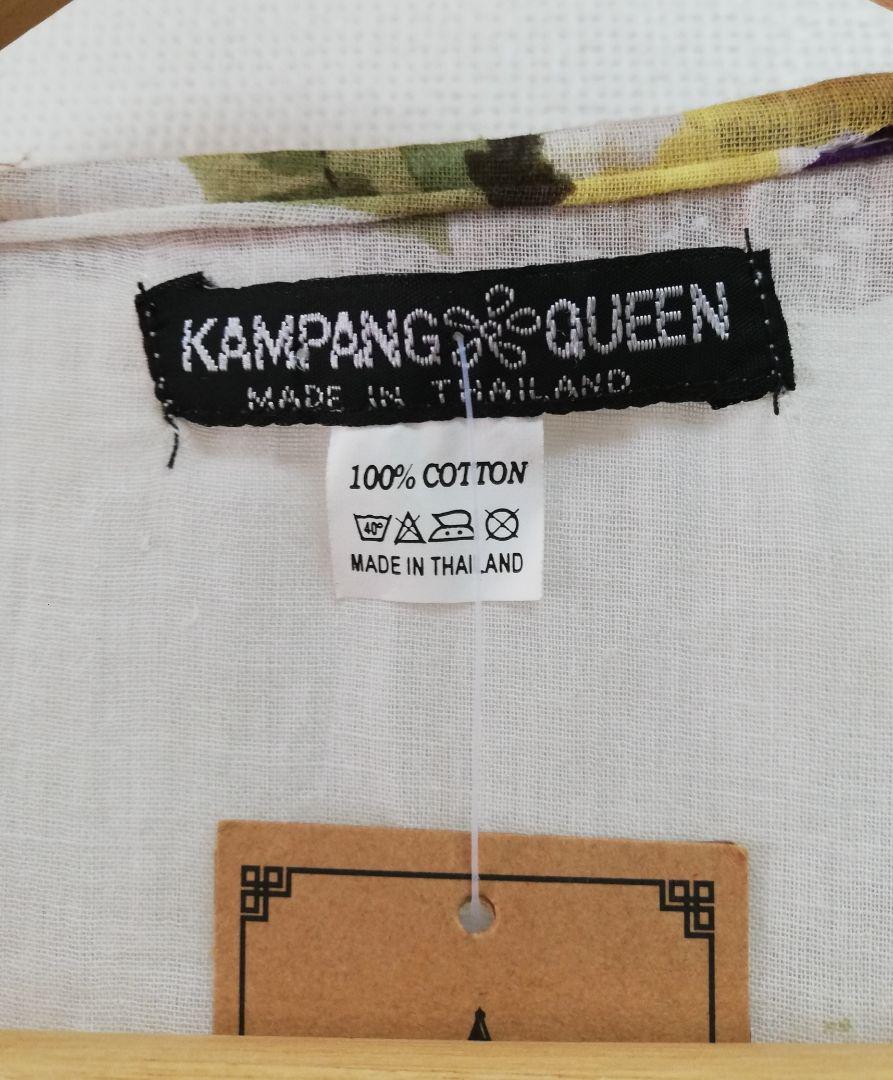 KAMPANG QUEEN
MADE IN THAILAND
100% COTTON
40°
MADE IN THAILAND